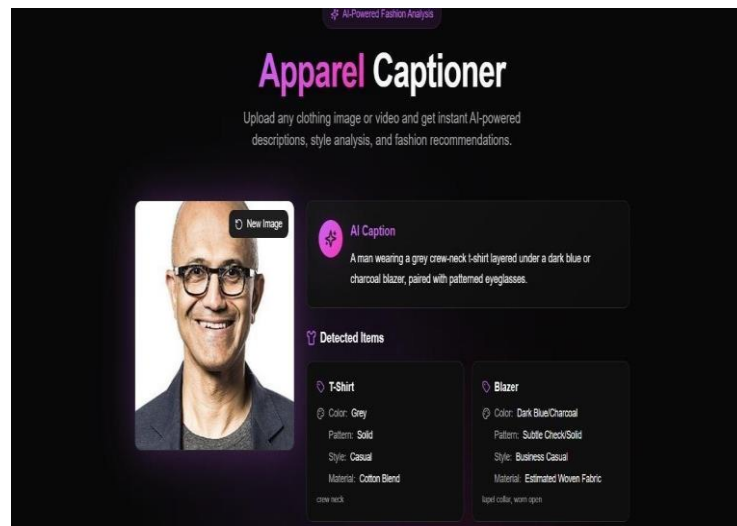 AI-Powered Fashion Analysis
Apparel Captioner
Upload any clothing image or video and get instant AI-powered
descriptions, style analysis, and fashion recommendations.
New Image
AI Caption
A man wearing a grey crew-neck t-shirt layered under a dark blue or
charcoal blazer, paired with patterned eyeglasses.
Detected Items
T-Shirt
Color: Grey
Pattern: Solid
Style: Casual
Material: Cotton Blend
crew neck
Blazer
Color: Dark Blue/Charcoal
Pattern: Subtle Check/Solid
Style: Business Casual
Material: Estimated Woven Fabric
lapel collar, worn open